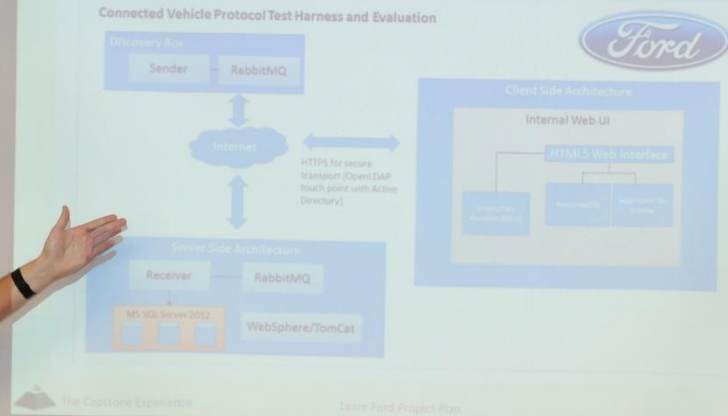 Connected Vehicle Protocol Test Harness and Evaluation
Ford
Discovery Box
Sender
RabbitMQ
Internet
HTTPS for secure
transport [OpenLDAP
touch point with Active
Directory]
Client Side Architecture
Internal Web UI
HTML5 Web Interface
Server Side Architecture
Receiver
RabbitMQ
MS SQL Server 2012
WebSphere/TomCat
The Capstone Experience
Team Ford Project Plan